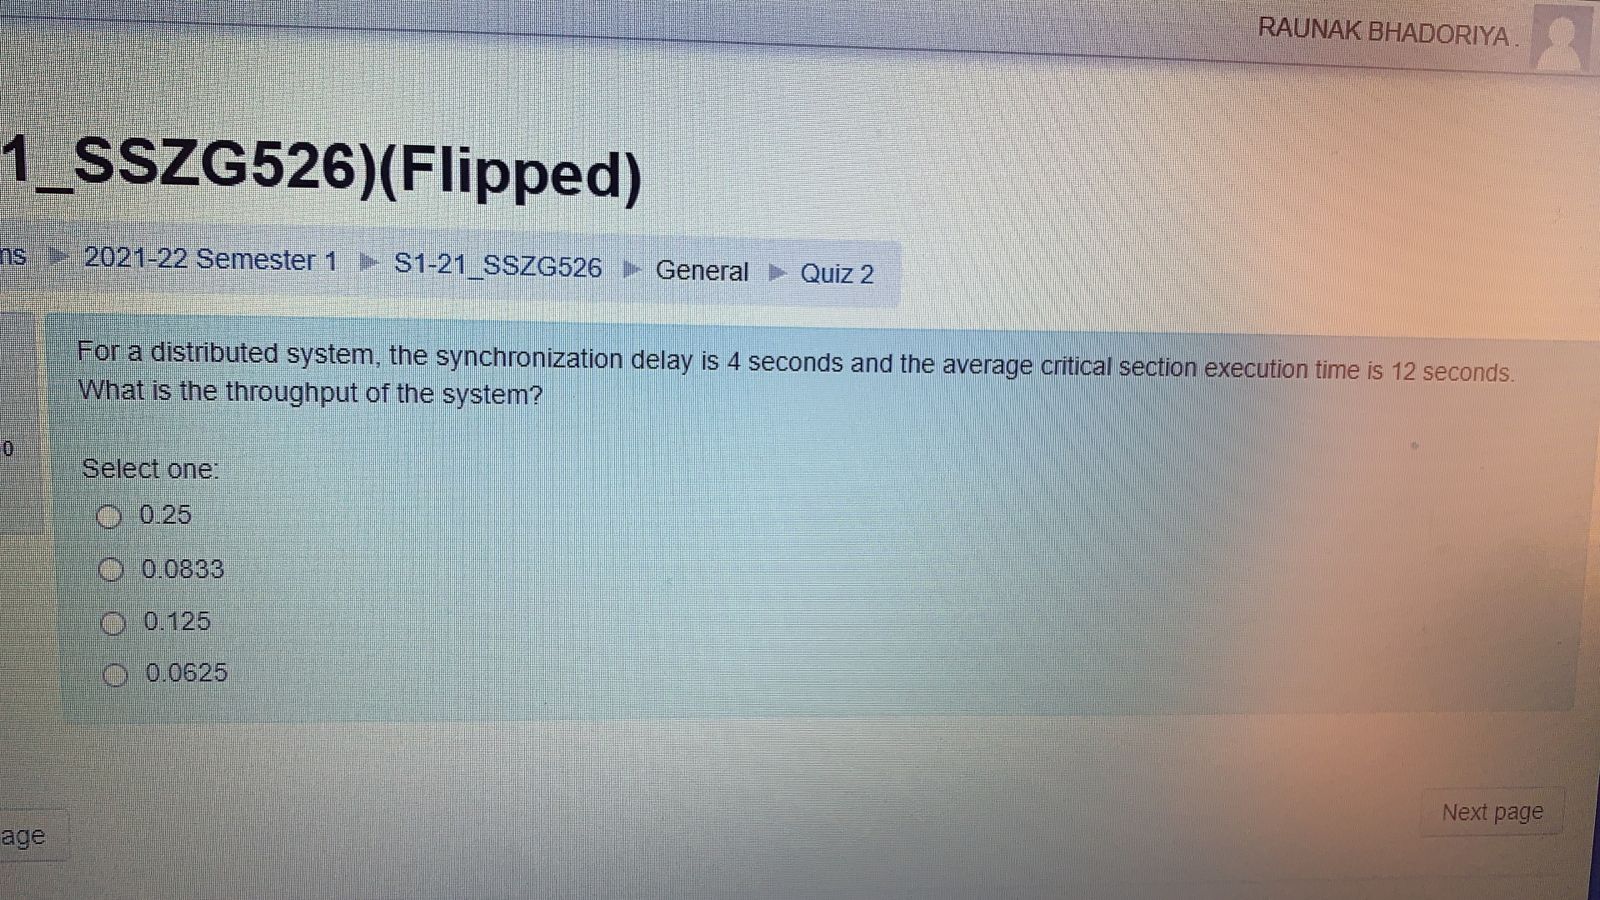 RAUNAK BHADORIYA .
1_SSZG526)(Flipped)
ns ▶ 2021-22 Semester 1 ▶ S1-21_SSZG526 ▶ General ▶ Quiz 2
For a distributed system, the synchronization delay is 4 seconds and the average critical section execution time is 12 seconds.
What is the throughput of the system?
0
Select one:
0.25
0.0833
0.125
0.0625
age
Next page